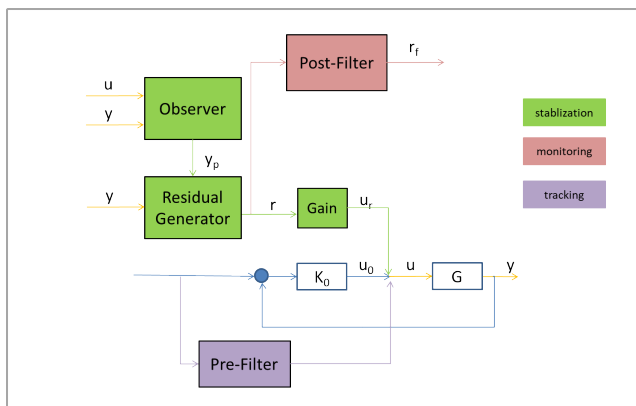 Post-Filter
r_f
u
Observer
y
stablization
monitoring
y_p
y
Residual
Generator
r
Gain
u_r
tracking
K_0
u_0
u
G
y
Pre-Filter